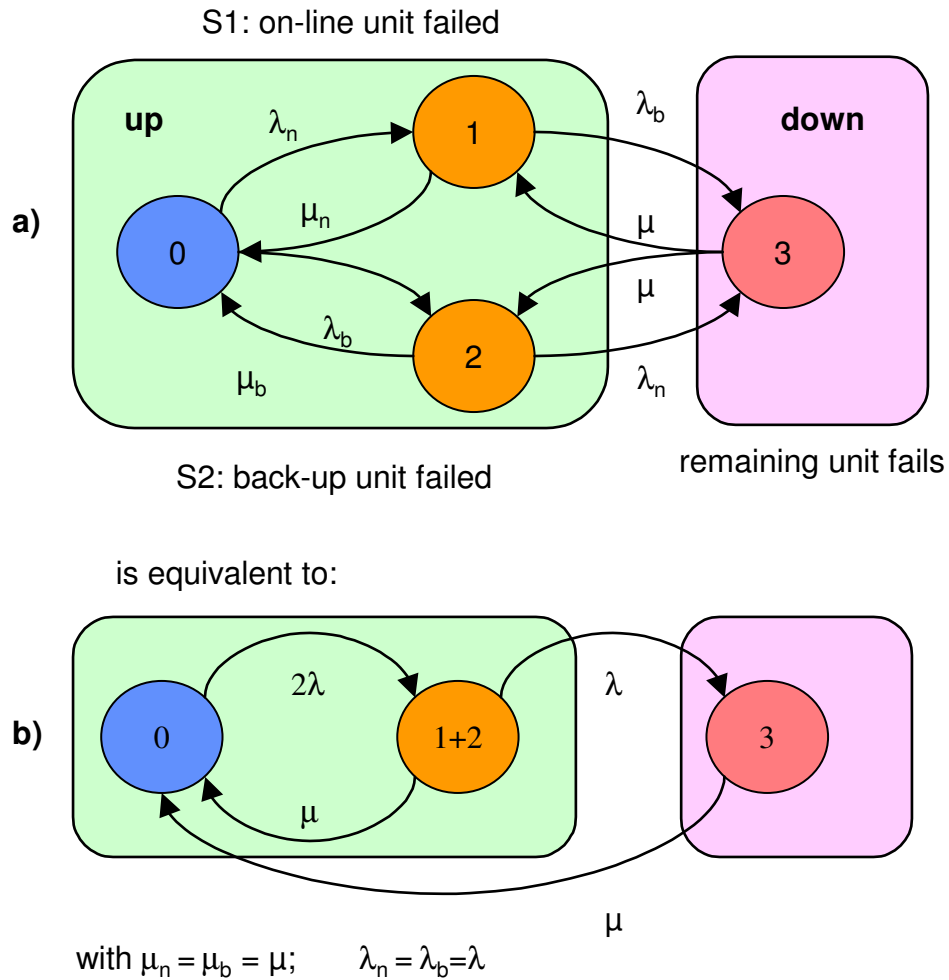 S1: on-line unit failed
up
down
a)
λn
1
λb
μn
μ
0
3
μ
λb
2
μb
λn
remaining unit fails
S2: back-up unit failed
is equivalent to:
2λ
λ
b)
0
1+2
3
μ
μ
with μn = μb = μ; λn = λb=λ